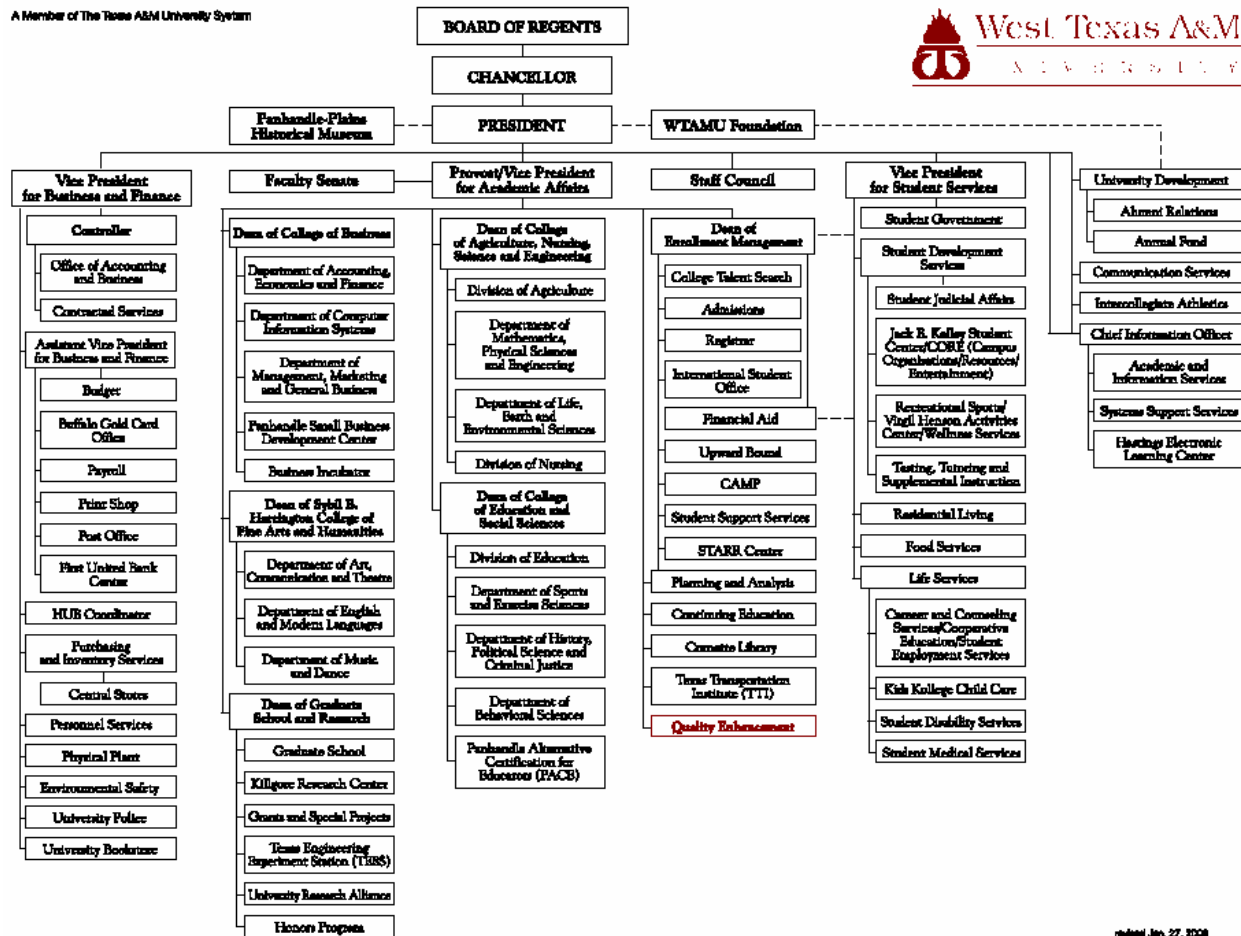 A Member of The Texas A&M University System
West Texas A&M
UNIVERSITY
BOARD OF REGENTS
CHANCELLOR
Panhandle-Plains
Historical Museum
PRESIDENT
WTAMU Foundation
Vice President
for Business and Finance
Faculty Senate
Provost/Vice President
for Academic Affairs
Staff Council
Vice President
for Student Services
University Development
Controller
Office of Accounting
and Business
Contracted Services
Assistant Vice President
for Business and Finance
Budget
Buffalo Gold Card
Office
Payroll
Print Shop
Post Office
First United Bank
Center
HUB Coordinator
Purchasing
and Inventory Services
Central Stores
Personnel Services
Physical Plant
Environmental Safety
University Police
University Bookstore
Dean of College of Business
Department of Accounting,
Economics and Finance
Department of Computer
Information Systems
Department of
Management, Marketing
and General Business
Panhandle Small Business
Development Center
Business Incubator
Dean of Sybil B.
Harrington College of
Fine Arts and Humanities
Department of Art,
Communication and Theatre
Department of English
and Modern Languages
Department of Music
and Dance
Dean of Graduate
School and Research
Graduate School
Killgore Research Center
Grants and Special Projects
Texas Engineering
Experiment Station (TEES)
University Research Alliance
Honors Program
Dean of College
of Agriculture, Nursing,
Science and Engineering
Division of Agriculture
Department of
Mathematics,
Physical Sciences
and Engineering
Department of Life,
Earth and
Environmental Sciences
Division of Nursing
Dean of College
of Education and
Social Sciences
Division of Education
Department of Sports
and Exercise Sciences
Department of History,
Political Science and
Criminal Justice
Department of
Behavioral Sciences
Panhandle Alternative
Certification for
Educators (PACE)
Dean of
Enrollment Management
College Talent Search
Admissions
Registrar
International Student
Office
Financial Aid
Upward Bound
CAMP
Student Support Services
STARR Center
Planning and Analysis
Continuing Education
Cornette Library
Texas Transportation
Institute (TTI)
Quality Enhancement
Student Government
Student Development
Services
Student Judicial Affairs
Jack B. Kelley Student
Center/CORE (Campus
Organizations/Resources/
Entertainment)
Recreational Sports/
Virgil Henson Activities
Center/Wellness Services
Testing, Tutoring and
Supplemental Instruction
Residential Living
Food Services
Life Services
Career and Counseling
Services/Cooperative
Education/Student
Employment Services
Kids Kollege Child Care
Student Disability Services
Student Medical Services
Alumni Relations
Annual Fund
Communication Services
Intercollegiate Athletics
Chief Information Officer
Academic and
Information Services
Systems Support Services
Hastings Electronic
Learning Center
revised Jan. 27, 2006